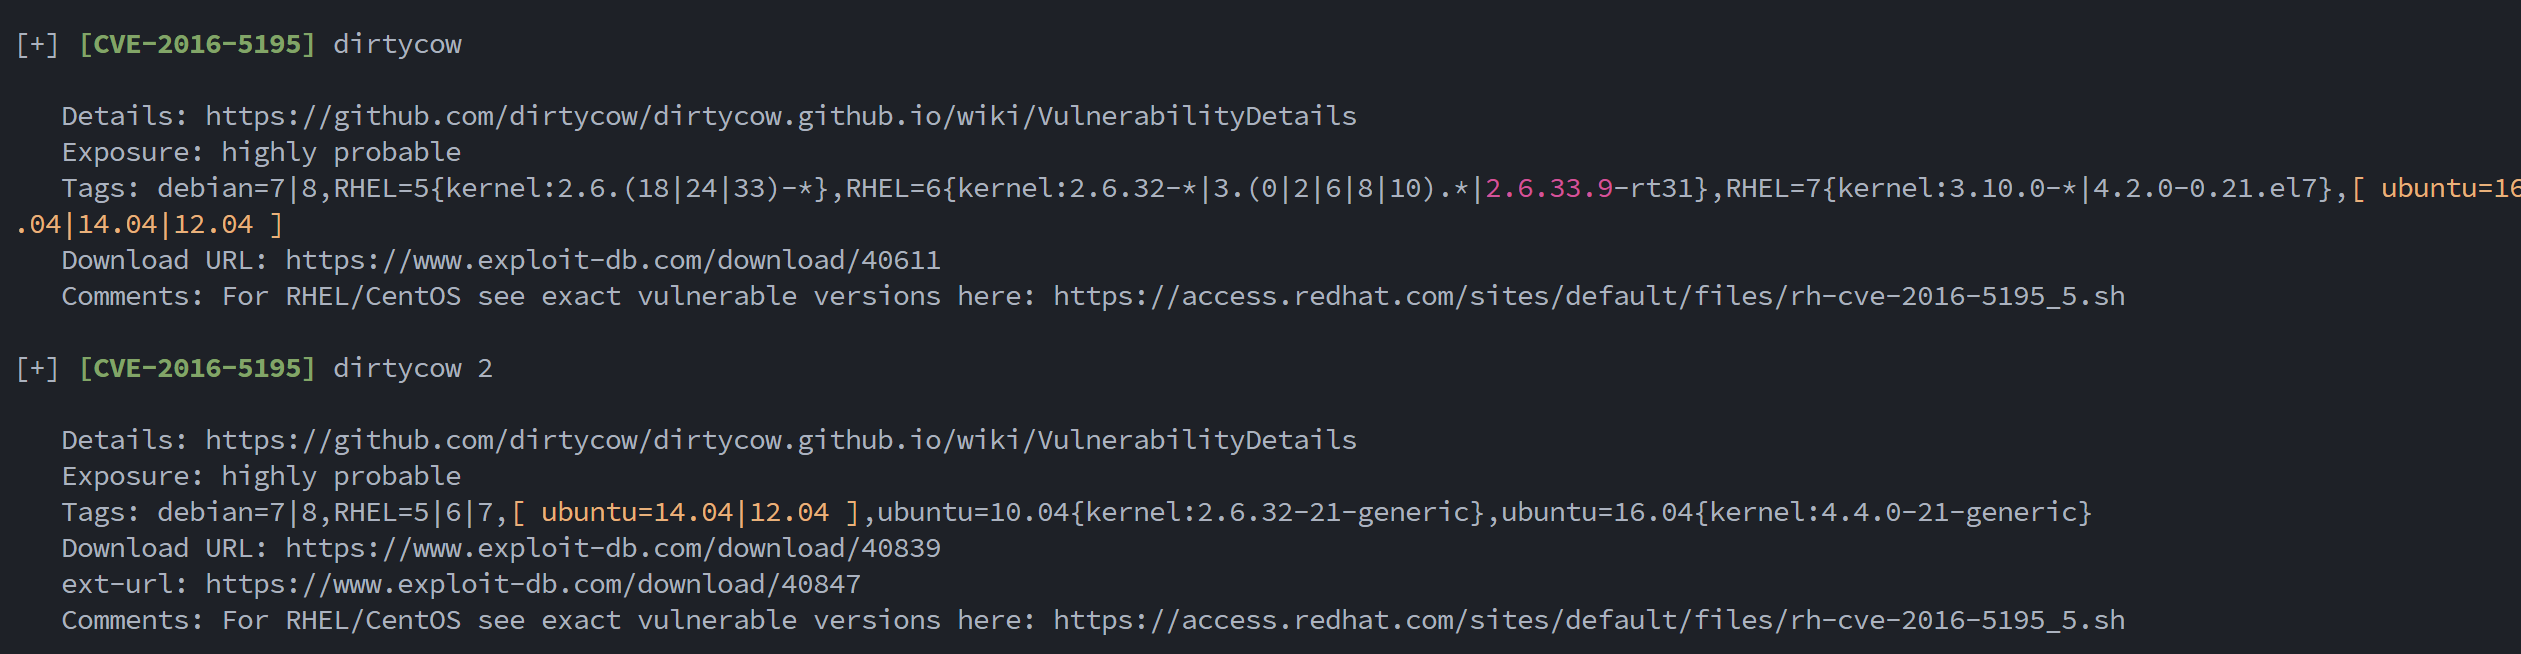 [+] [CVE-2016-5195] dirtycow
Details: https://github.com/dirtycow/dirtycow.github.io/wiki/VulnerabilityDetails
Exposure: highly probable
Tags: debian=7|8,RHEL=5{kernel:2.6.(18|24|33)-*},RHEL=6{kernel:2.6.32-*|3.(0|2|6|8|10).*|2.6.33.9-rt31},RHEL=7{kernel:3.10.0-*|4.2.0-0.21.el7},[ ubuntu=16
.04|14.04|12.04 ]
Download URL: https://www.exploit-db.com/download/40611
Comments: For RHEL/CentOS see exact vulnerable versions here: https://access.redhat.com/sites/default/files/rh-cve-2016-5195_5.sh
[+] [CVE-2016-5195] dirtycow 2
Details: https://github.com/dirtycow/dirtycow.github.io/wiki/VulnerabilityDetails
Exposure: highly probable
Tags: debian=7|8,RHEL=5|6|7,[ ubuntu=14.04|12.04 ],ubuntu=10.04{kernel:2.6.32-21-generic},ubuntu=16.04{kernel:4.4.0-21-generic}
Download URL: https://www.exploit-db.com/download/40839
ext-url: https://www.exploit-db.com/download/40847
Comments: For RHEL/CentOS see exact vulnerable versions here: https://access.redhat.com/sites/default/files/rh-cve-2016-5195_5.sh